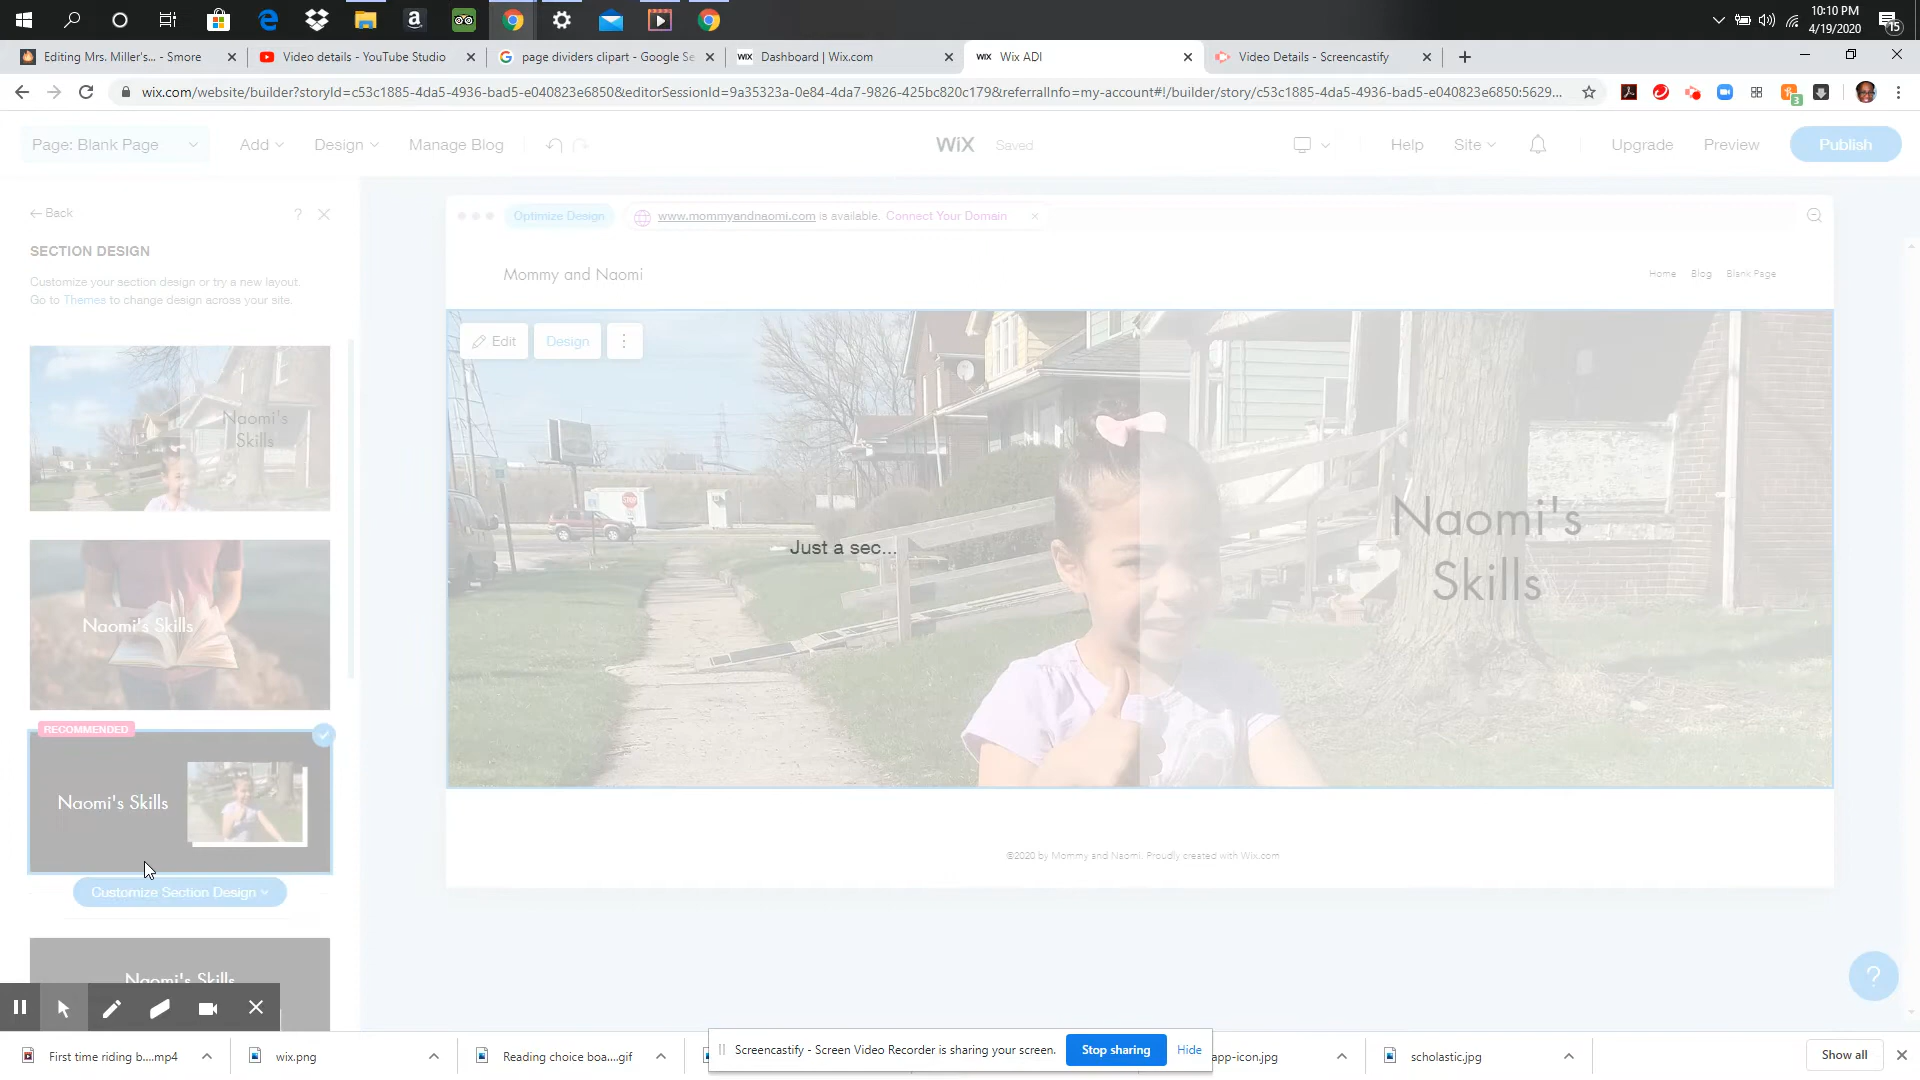 10:10 PM
4/19/2020
15
Editing Mrs. Miller's... - Smore
Video details - YouTube Studio
page dividers clipart - Google Se
WiX Dashboard | Wix.com
WiX Wix ADI
Video Details - Screencastify
wix.com/website/builder?storyId=c53c1885-4da5-4936-bad5-e040823e6850&editorSessionId=9a35323a-0e84-4da7-9826-425bc820c179&referralInfo=my-account#!/builder/story/c53c1885-4da5-4936-bad5-e040823e6850:5629...
3
Page: Blank Page Add Design Manage Blog WiX Saved Help Site Upgrade Preview Publish
Back ?
SECTION DESIGN
Customize your section design or try a new layout.
Go to Themes to change design across your site.
Naomi's
Skills
Naomi's Skills
RECOMMENDED
Naomi's Skills
Customize Section Design
Naomi's Skills
Optimize Design www.mommyandnaomi.com is available. Connect Your Domain
Mommy and Naomi Home Blog Blank Page
Edit Design
STOP
Just a sec...
Naomi's
Skills
©2020 by Mommy and Naomi. Proudly created with Wix.com
?
First time riding b....mp4
wix.png
Reading choice boa....gif
Screencastify - Screen Video Recorder is sharing your screen. Stop sharing Hide
app-icon.jpg
scholastic.jpg
Show all